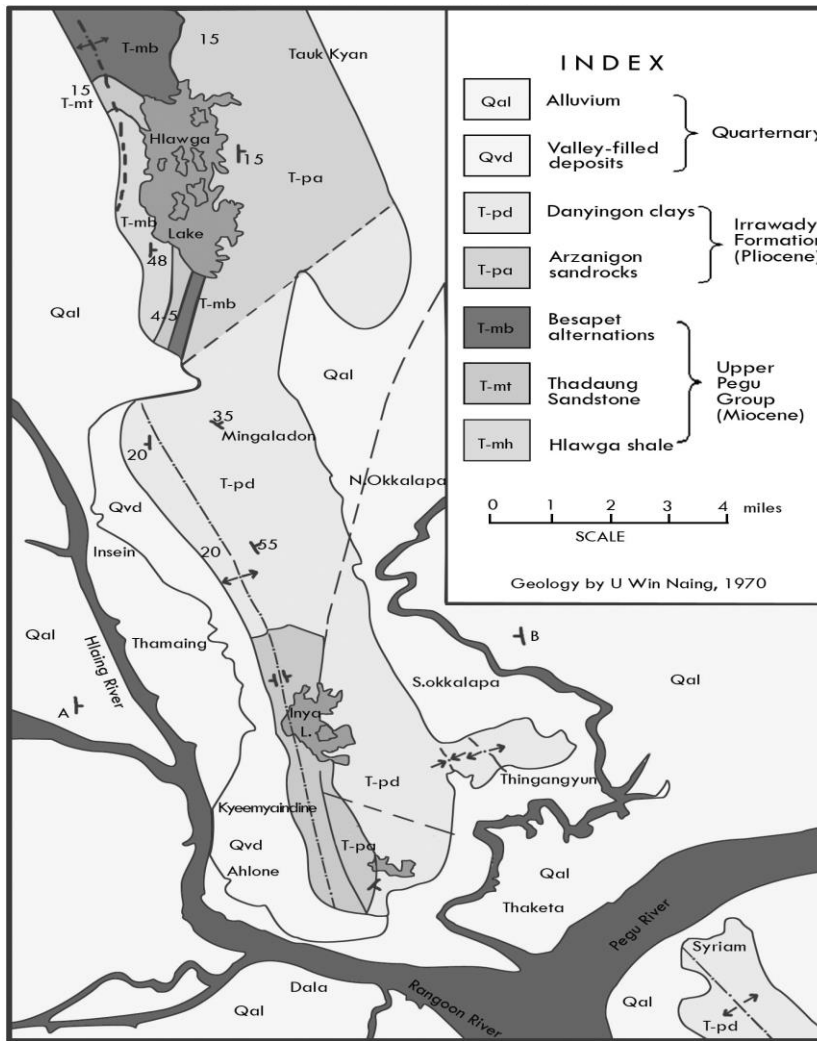 T-mb
15
Tauk Kyan
15
T-mt
Hlawga
15
T-pa
T-mb
Lake
48
T-mb
4-5
Qal
Qal
35
Mingaladon
20
T-pd
N.Okkalapa
Qvd
Insein
20
55
Thamaing
Qal
Hlaing River
A
B
S.okkalapa
Qal
Inya
L.
T-pd
Thingangyun
Kyeemyaindine
Qvd
T-pa
Ahlone
Qal
Thaketa
Pegu River
Syriam
Dala
Qal
Rangoon River
Qal
T-pd
INDEX
Qal Alluvium
Qvd Valley-filled
deposits
Quarternary
T-pd Danyingon clays
T-pa Arzanigon
sandrocks
Irrawady
Formation
(Pliocene)
T-mb Besapet
alternations
T-mt Thadaung
Sandstone
T-mh Hlawga shale
Upper
Pegu
Group
(Miocene)
0 1 2 3 4 miles
SCALE
Geology by U Win Naing, 1970